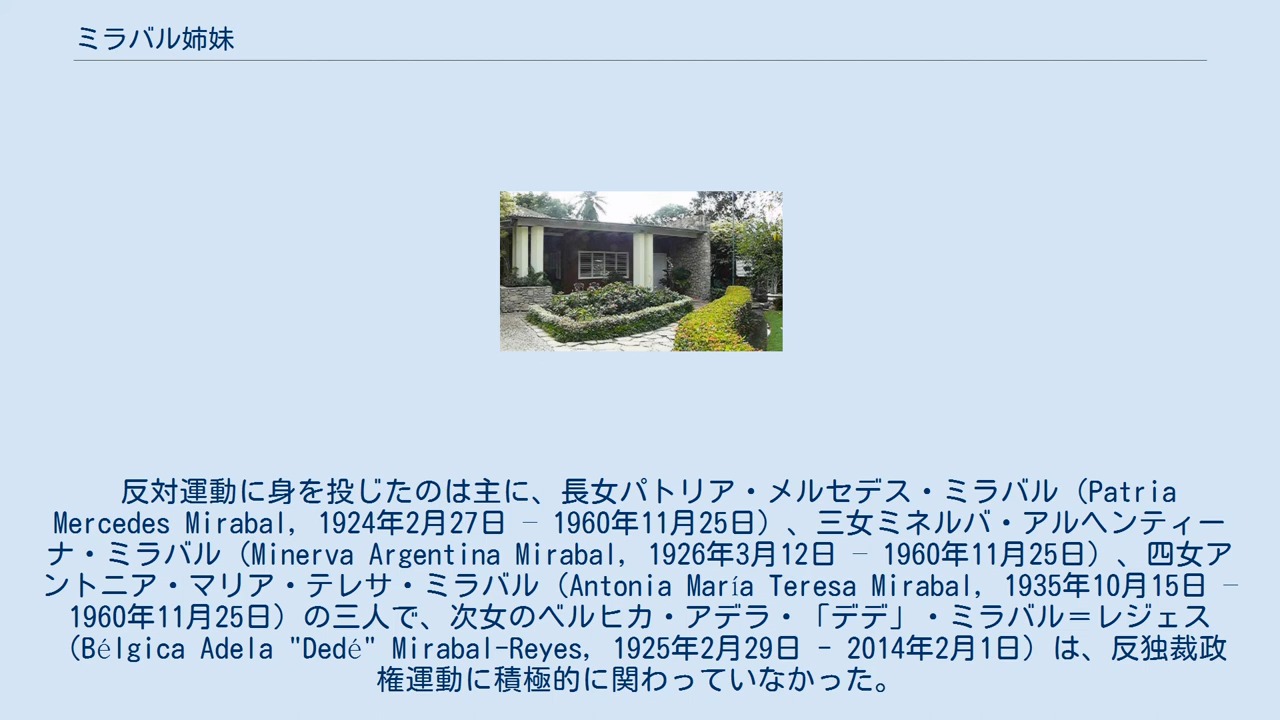 ミラバル姉妹
反対運動に身を投じたのは主に、長女パトリア・メルセデス・ミラバル（Patria
Mercedes Mirabal, 1924年2月27日 – 1960年11月25日）、三女ミネルバ・アルヘンティー
ナ・ミラバル（Minerva Argentina Mirabal, 1926年3月12日 – 1960年11月25日）、四女ア
ントニア・マリア・テレサ・ミラバル（Antonia María Teresa Mirabal, 1935年10月15日 –
1960年11月25日）の三人で、次女のベルヒカ・アデラ・「デデ」・ミラバル＝レジェス
（Bélgica Adela "Dedé" Mirabal-Reyes, 1925年2月29日 - 2014年2月1日）は、反独裁政
権運動に積極的に関わっていなかった。